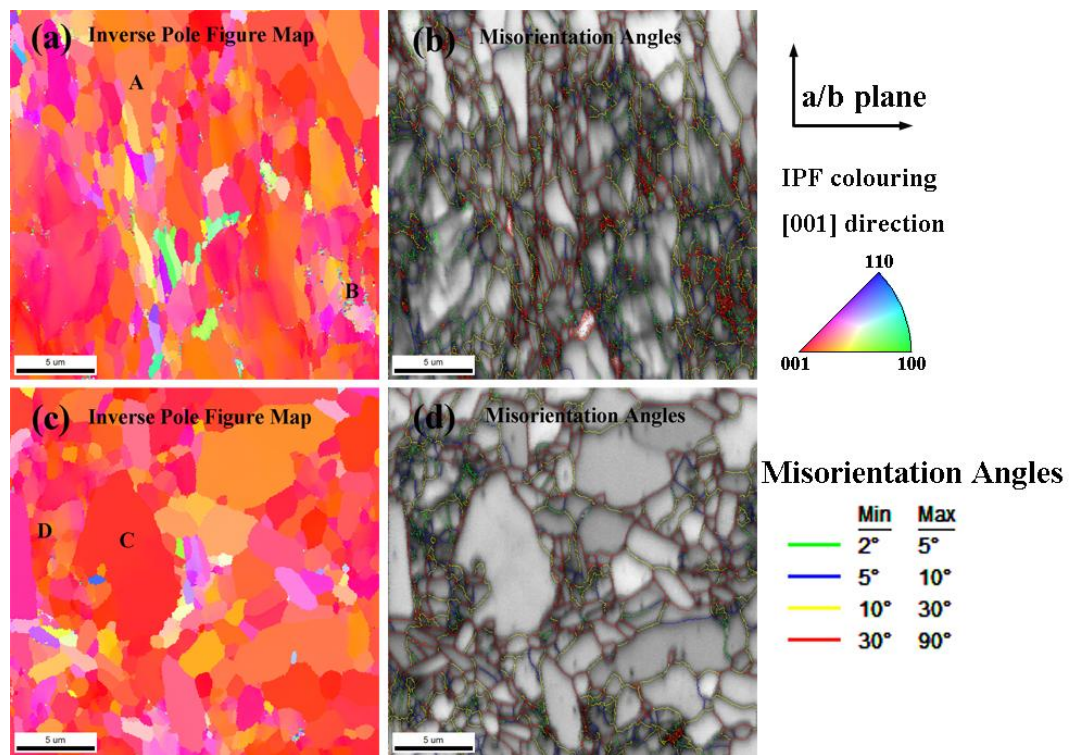 (a) Inverse Pole Figure Map
A
B
5 um
(b) Misorientation Angles
5 um
a/b plane
IPF colouring
[001] direction
110
001
100
(c) Inverse Pole Figure Map
D
C
5 um
(d) Misorientation Angles
5 um
Misorientation Angles
Min Max
2° 5°
5° 10°
10° 30°
30° 90°